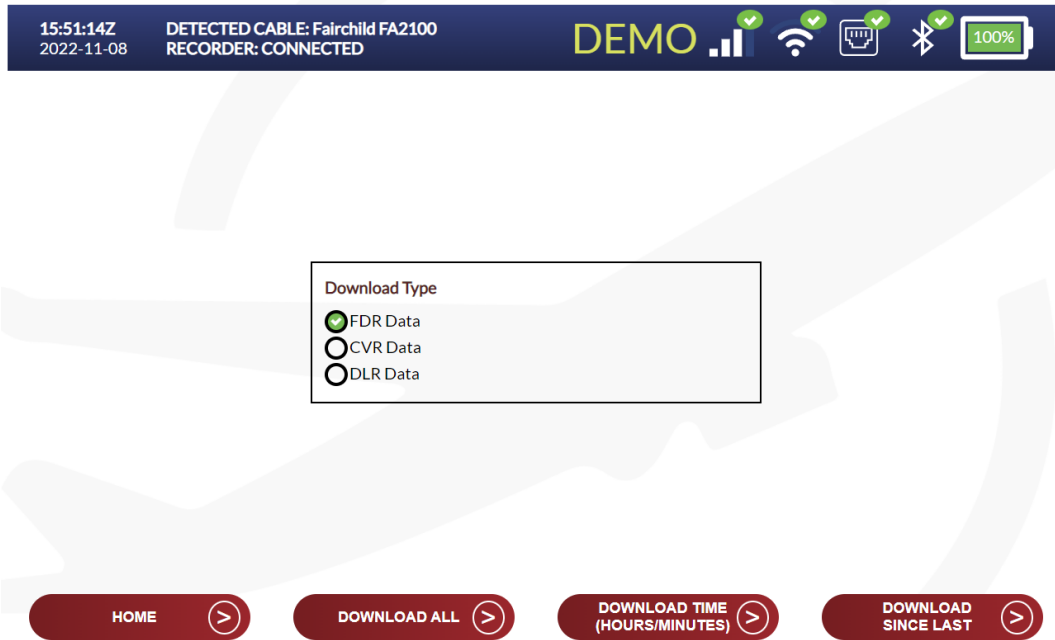 15:51:14Z
2022-11-08
DETECTED CABLE: Fairchild FA2100
RECORDER: CONNECTED
DEMO
100%
Download Type
FDR Data
CVR Data
DLR Data
HOME
DOWNLOAD ALL
DOWNLOAD TIME
(HOURS/MINUTES)
DOWNLOAD
SINCE LAST